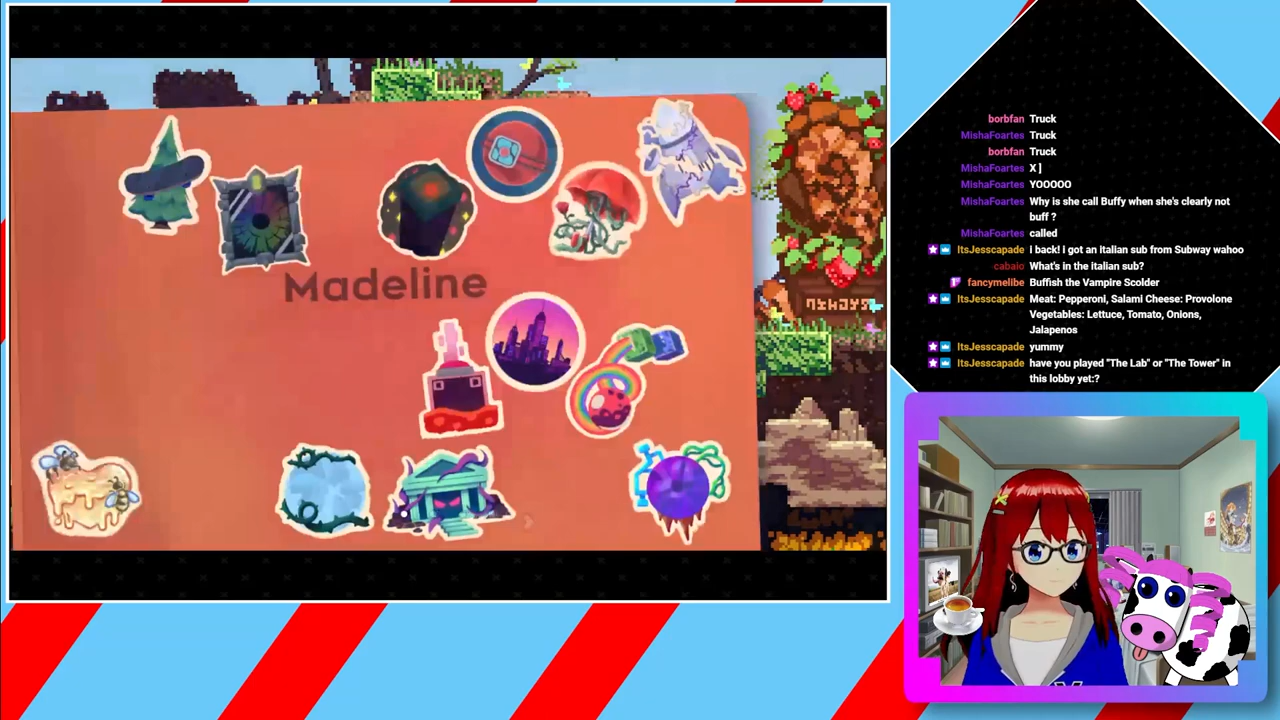 Madeline
borbfan Truck
MishaFoartes Truck
borbfan Truck
MishaFoartes X ]
MishaFoartes YOOOOO
MishaFoartes Why is she call Buffy when she's clearly not
buff ?
MishaFoartes called
ItsJesscapade i back! i got an italian sub from Subway wahoo
cabaio What's in the italian sub?
fancymelibe Buffish the Vampire Scolder
ItsJesscapade Meat: Pepperoni, Salami Cheese: Provolone
Vegetables: Lettuce, Tomato, Onions,
Jalapenos
ItsJesscapade yummy
ItsJesscapade have you played "The Lab" or "The Tower" in
this lobby yet:?